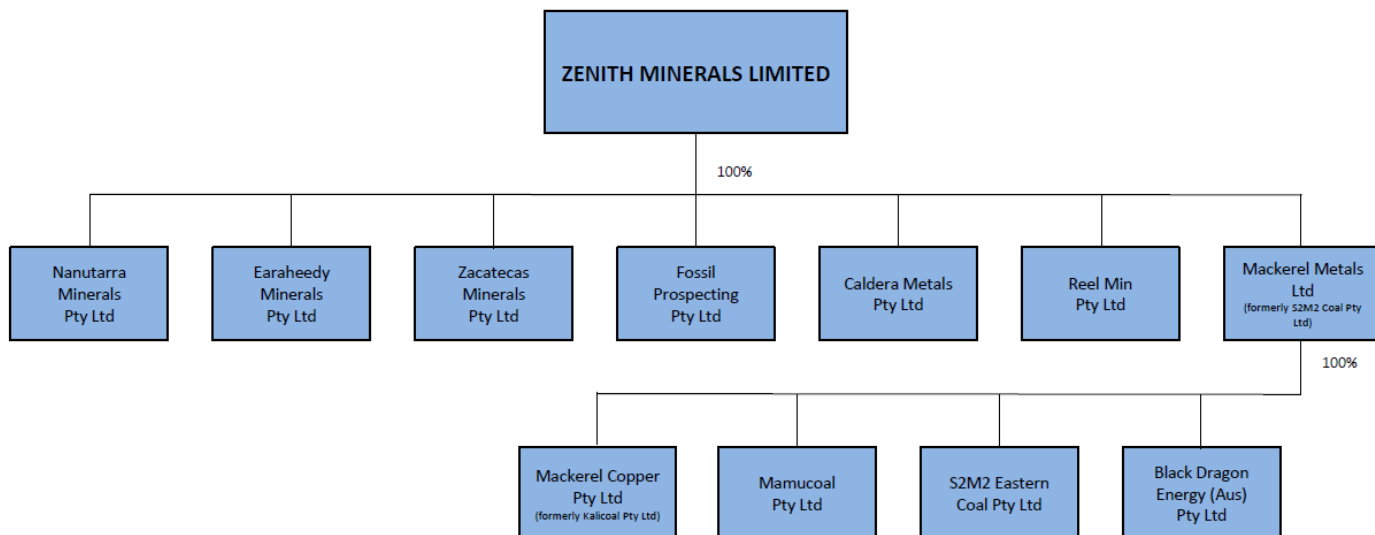 ZENITH MINERALS LIMITED
100%
Nanutarra
Minerals
Pty Ltd
Earaheedy
Minerals
Pty Ltd
Zacatecas
Minerals
Pty Ltd
Fossil
Prospecting
Pty Ltd
Caldera Metals
Pty Ltd
Reel Min
Pty Ltd
Mackerel Metals
Ltd
(formerly S2M2 Coal Pty
Ltd)
100%
Mackerel Copper
Pty Ltd
(formerly Kalicoal Pty Ltd)
Mamucoal
Pty Ltd
S2M2 Eastern
Coal Pty Ltd
Black Dragon
Energy (Aus)
Pty Ltd